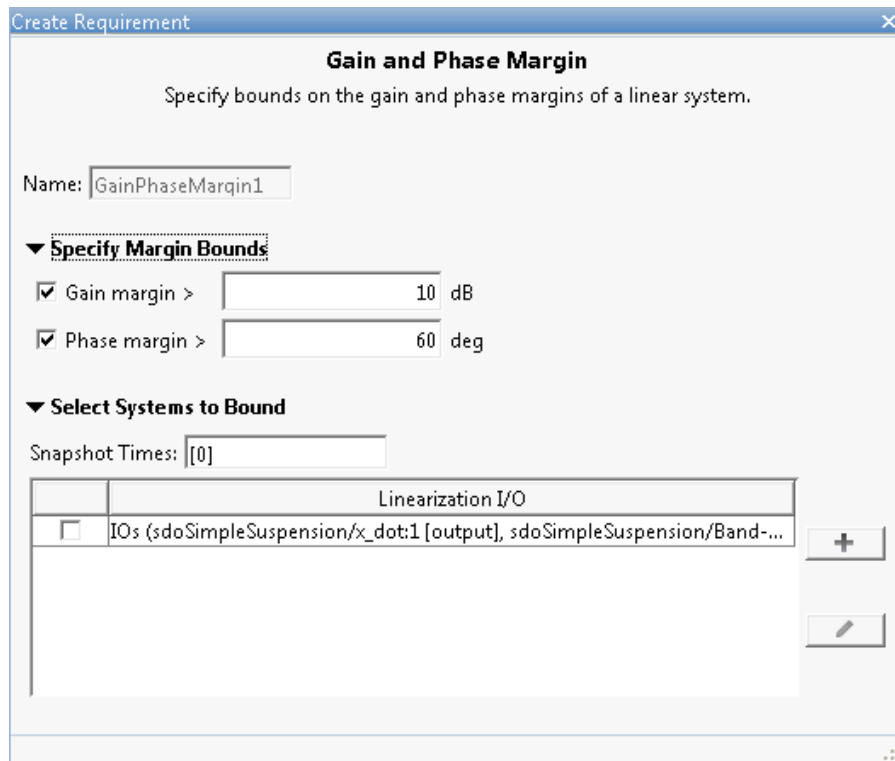 Create Requirement
Gain and Phase Margin
Specify bounds on the gain and phase margins of a linear system.
Name: GainPhaseMargin1
Specify Margin Bounds
Gain margin > 10 dB
Phase margin > 60 deg
Select Systems to Bound
Snapshot Times: [0]
Linearization I/O
IOs (sdoSimpleSuspension/x_dot:1 [output], sdoSimpleSuspension/Band-...